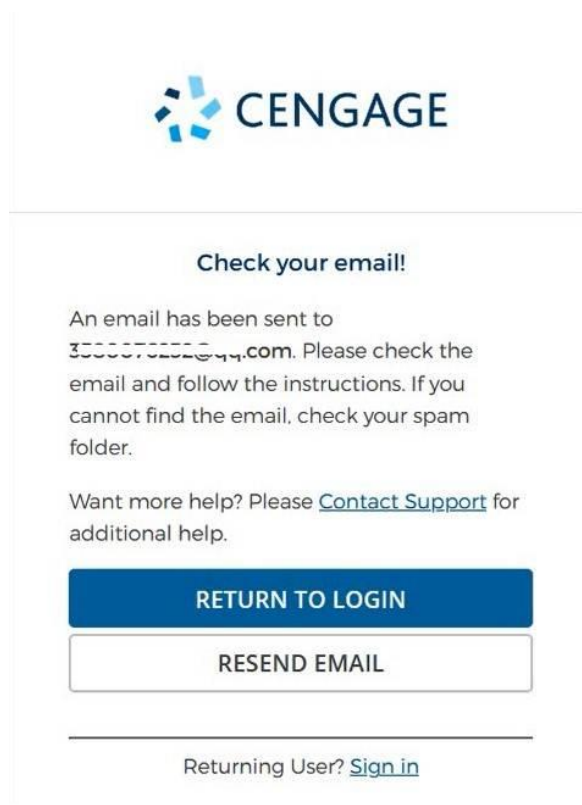 CENGAGE
Check your email!
An email has been sent to
.com. Please check the
email and follow the instructions. If you
cannot find the email, check your spam
folder.
Want more help? Please Contact Support for
additional help.
RETURN TO LOGIN
RESEND EMAIL
Returning User? Sign in